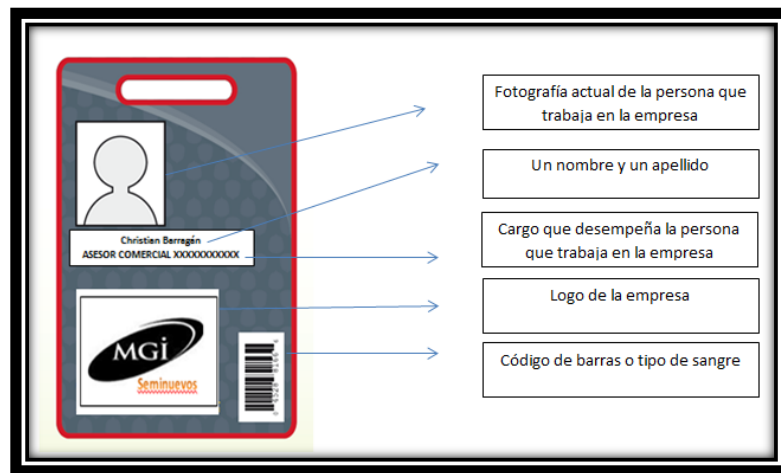 Fotografía actual de la persona que
trabaja en la empresa
Un nombre y un apellido
Christian Barragán
ASESOR COMERCIAL XXXXXXXXXXX
Cargo que desempeña la persona
que trabaja en la empresa
Logo de la empresa
MGi
Seminuevos
Código de barras o tipo de sangre